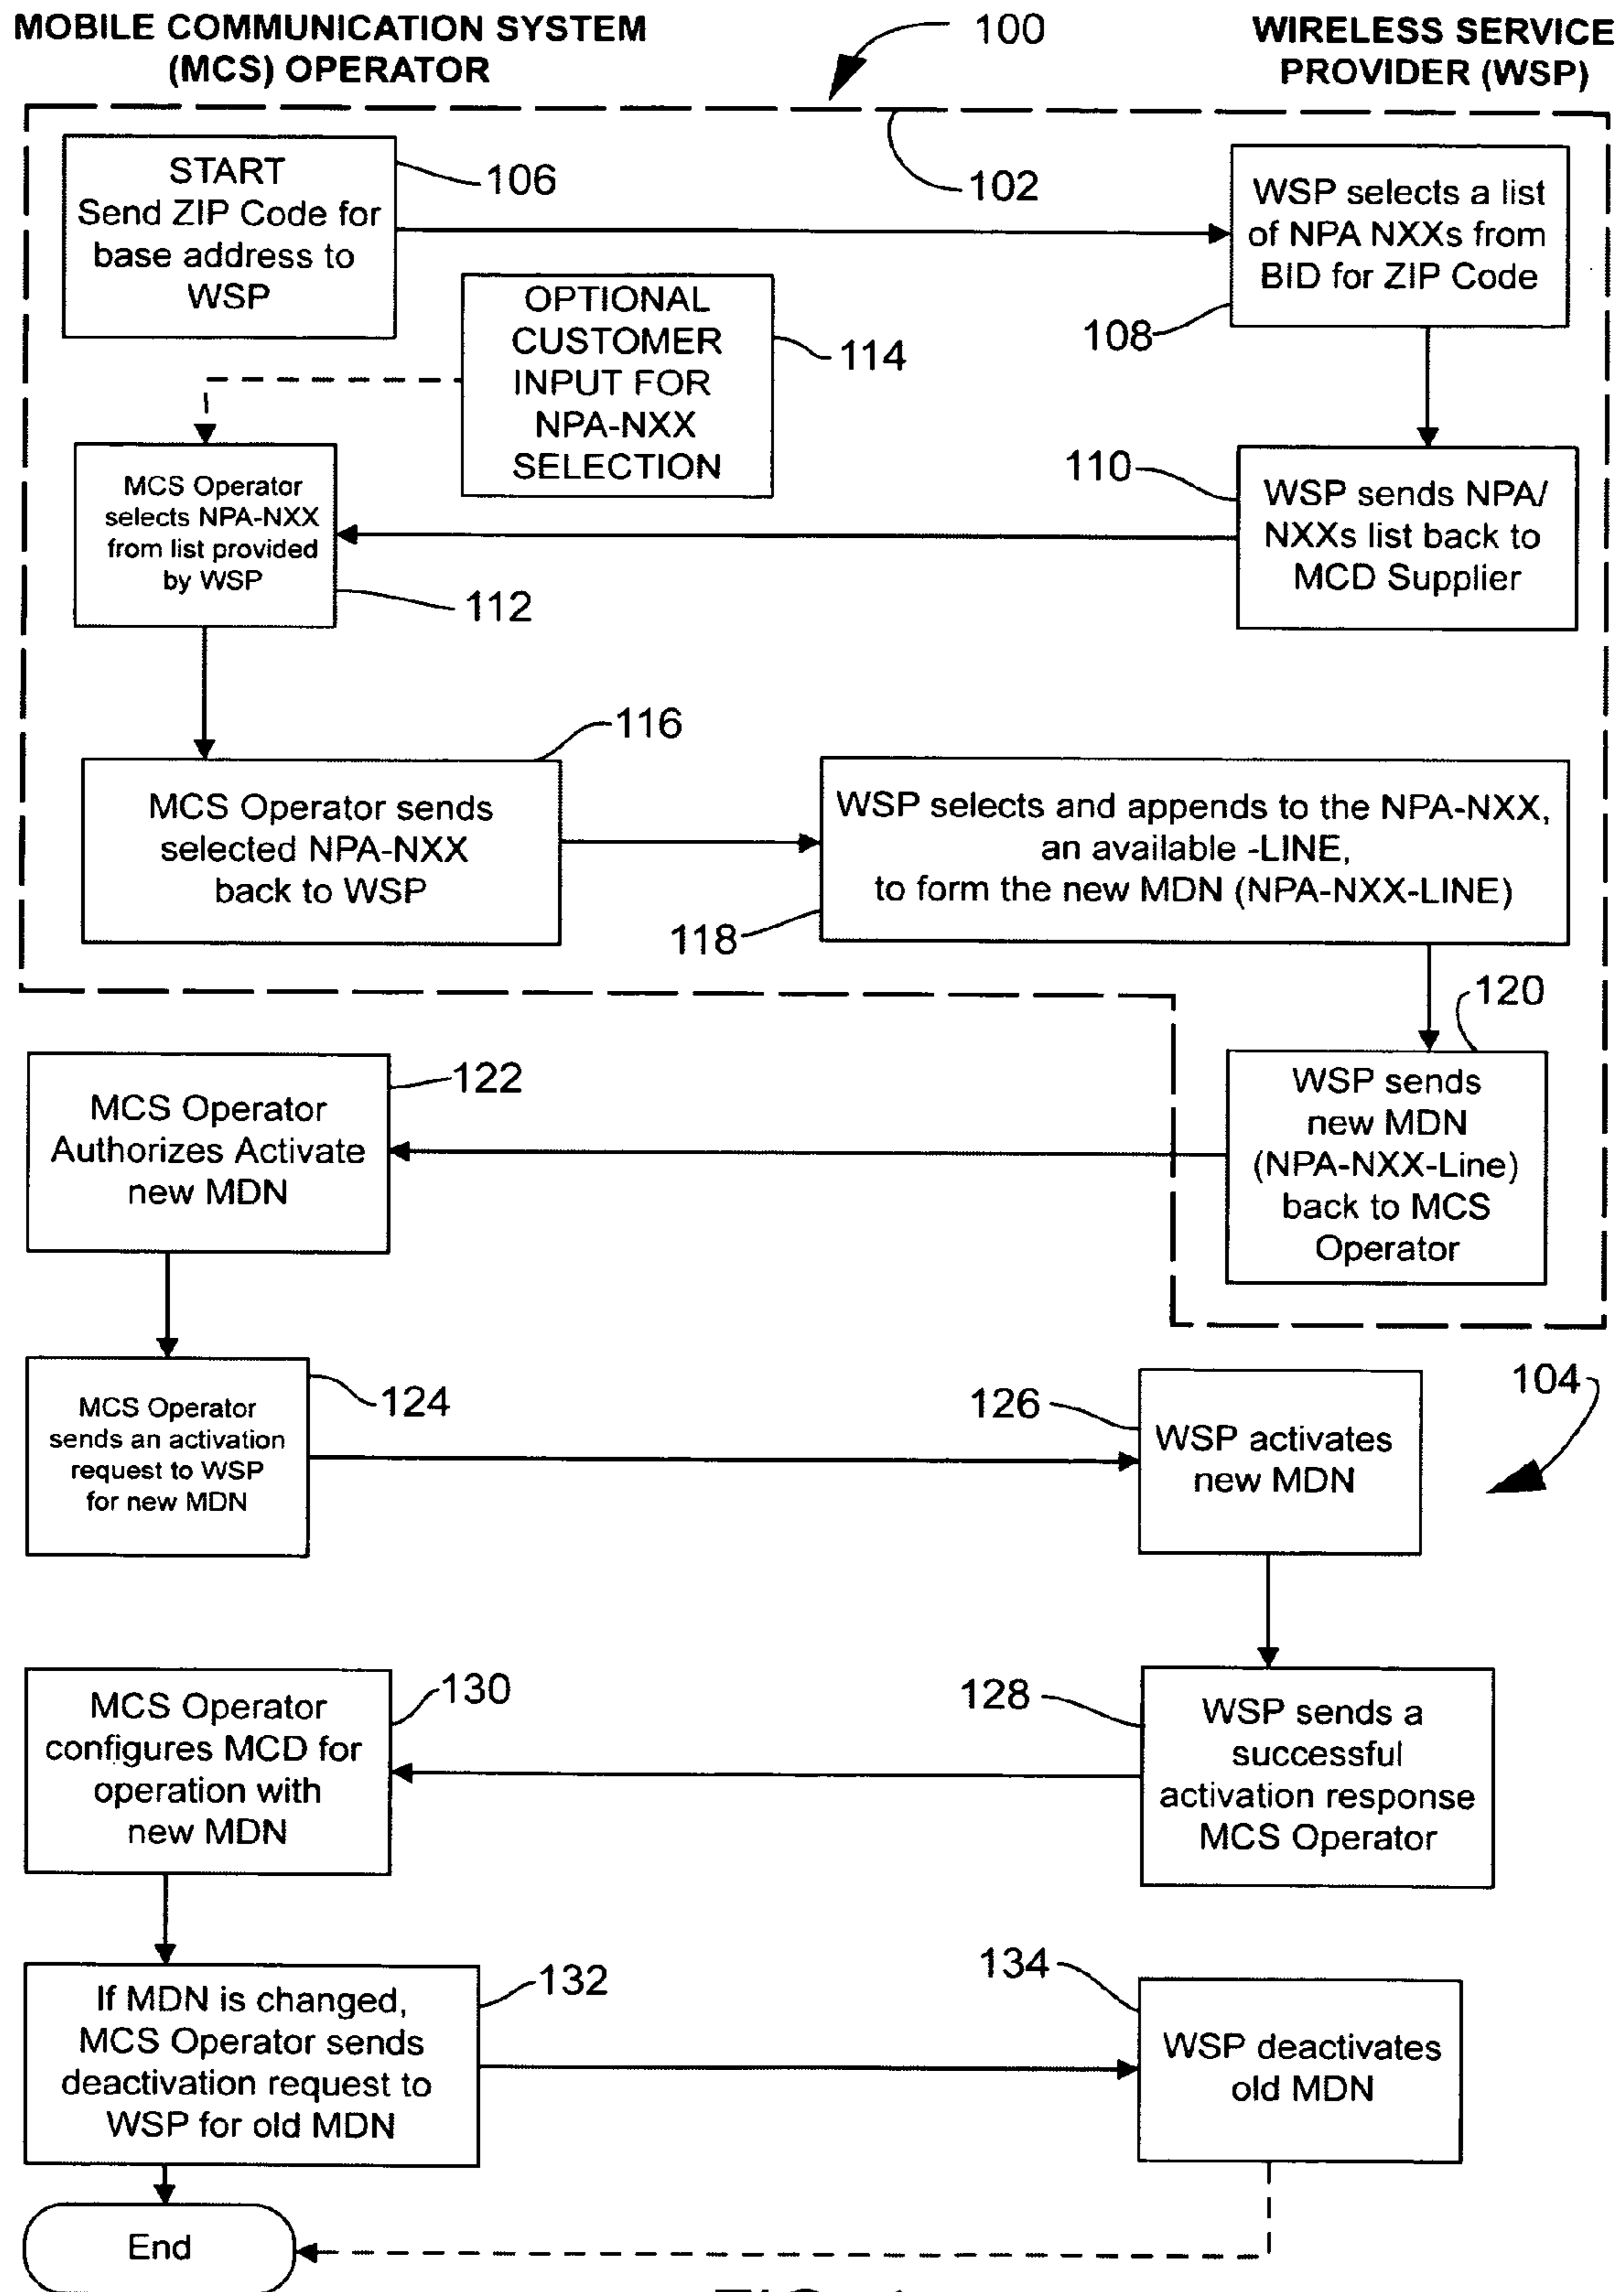 MOBILE COMMUNICATION SYSTEM
(MCS) OPERATOR
100
WIRELESS SERVICE
PROVIDER (WSP)
START
Send ZIP Code for
base address to
WSP
106
102
WSP selects a list
of NPA NXXs from
BID for ZIP Code
108
OPTIONAL
CUSTOMER
INPUT FOR
NPA-NXX
SELECTION
114
MCS Operator
selects NPA-NXX
from list provided
by WSP
112
110
WSP sends NPA/
NXXs list back to
MCD Supplier
116
MCS Operator sends
selected NPA-NXX
back to WSP
WSP selects and appends to the NPA-NXX,
an available -LINE,
to form the new MDN (NPA-NXX-LINE)
118
120
WSP sends
new MDN
(NPA-NXX-Line)
back to MCS
Operator
MCS Operator
Authorizes Activate
new MDN
122
MCS Operator
sends an activation
request to WSP
for new MDN
124
126
WSP activates
new MDN
104
MCS Operator
configures MCD for
operation with
new MDN
130
128
WSP sends a
successful
activation response
MCS Operator
If MDN is changed,
MCS Operator sends
deactivation request to
WSP for old MDN
132
134
WSP deactivates
old MDN
End